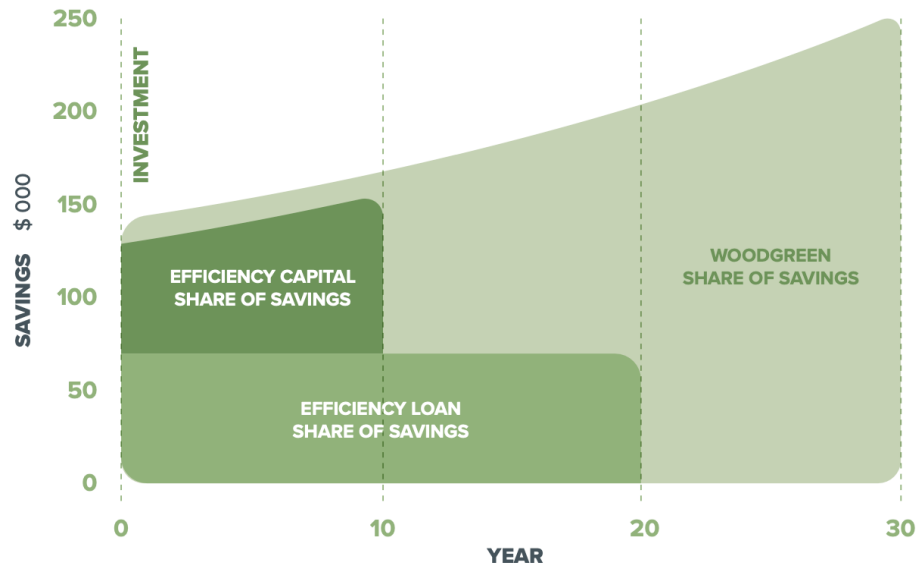 250
200
150
100
50
0
SAVINGS $ 000
INVESTMENT
EFFICIENCY CAPITAL
SHARE OF SAVINGS
WOODGREEN
SHARE OF SAVINGS
EFFICIENCY LOAN
SHARE OF SAVINGS
0 10 20 30
YEAR